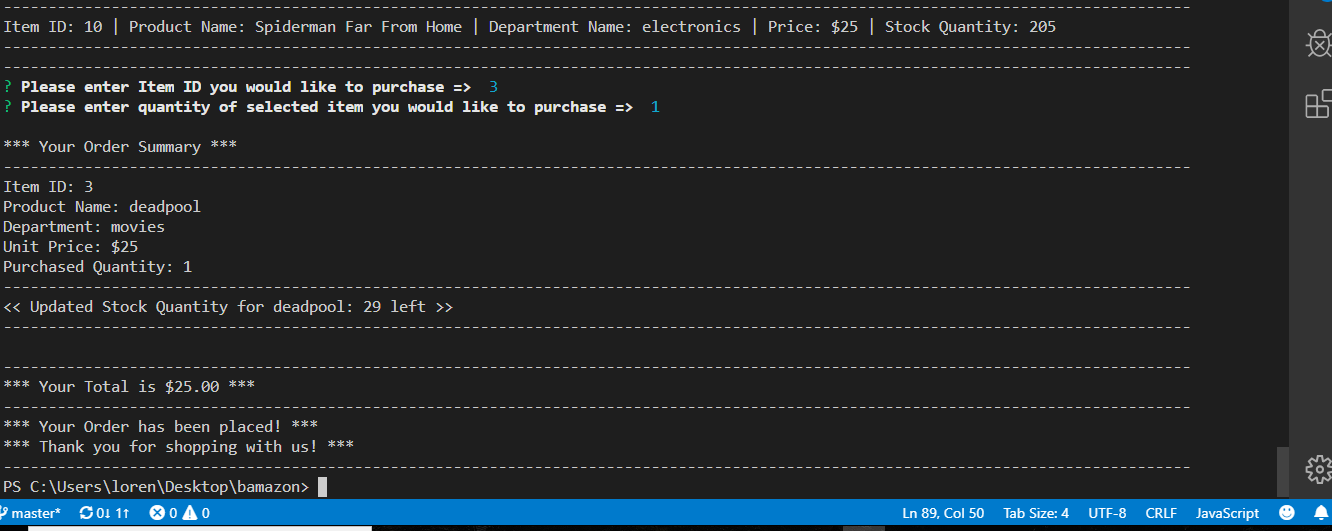 Item ID: 10 | Product Name: Spiderman Far From Home | Department Name: electronics | Price: $25 | Stock Quantity: 205
? Please enter Item ID you would like to purchase => 3
? Please enter quantity of selected item you would like to purchase => 1
*** Your Order Summary ***
Item ID: 3
Product Name: deadpool
Department: movies
Unit Price: $25
Purchased Quantity: 1
<< Updated Stock Quantity for deadpool: 29 left >>
*** Your Total is $25.00 ***
*** Your Order has been placed! ***
*** Thank you for shopping with us! ***
PS C:\Users\loren\Desktop\bamazon>
master* 0↓ 1↑ 0 0 Ln 89, Col 50 Tab Size: 4 UTF-8 CRLF JavaScript